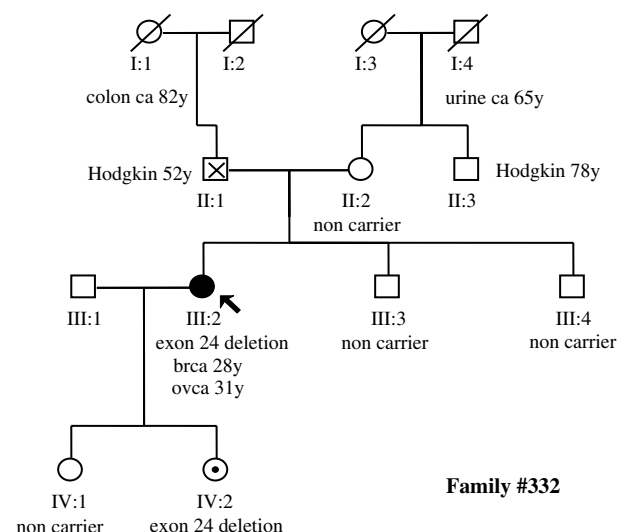 I:1 I:2 I:3 I:4
colon ca 82y urine ca 65y
Hodgkin 52y Hodgkin 78y
II:1 II:2 II:3
non carrier
III:1 III:2 III:3 III:4
exon 24 deletion non carrier non carrier
brca 28y
ovca 31y
Family #332
IV:1 IV:2
non carrier exon 24 deletion